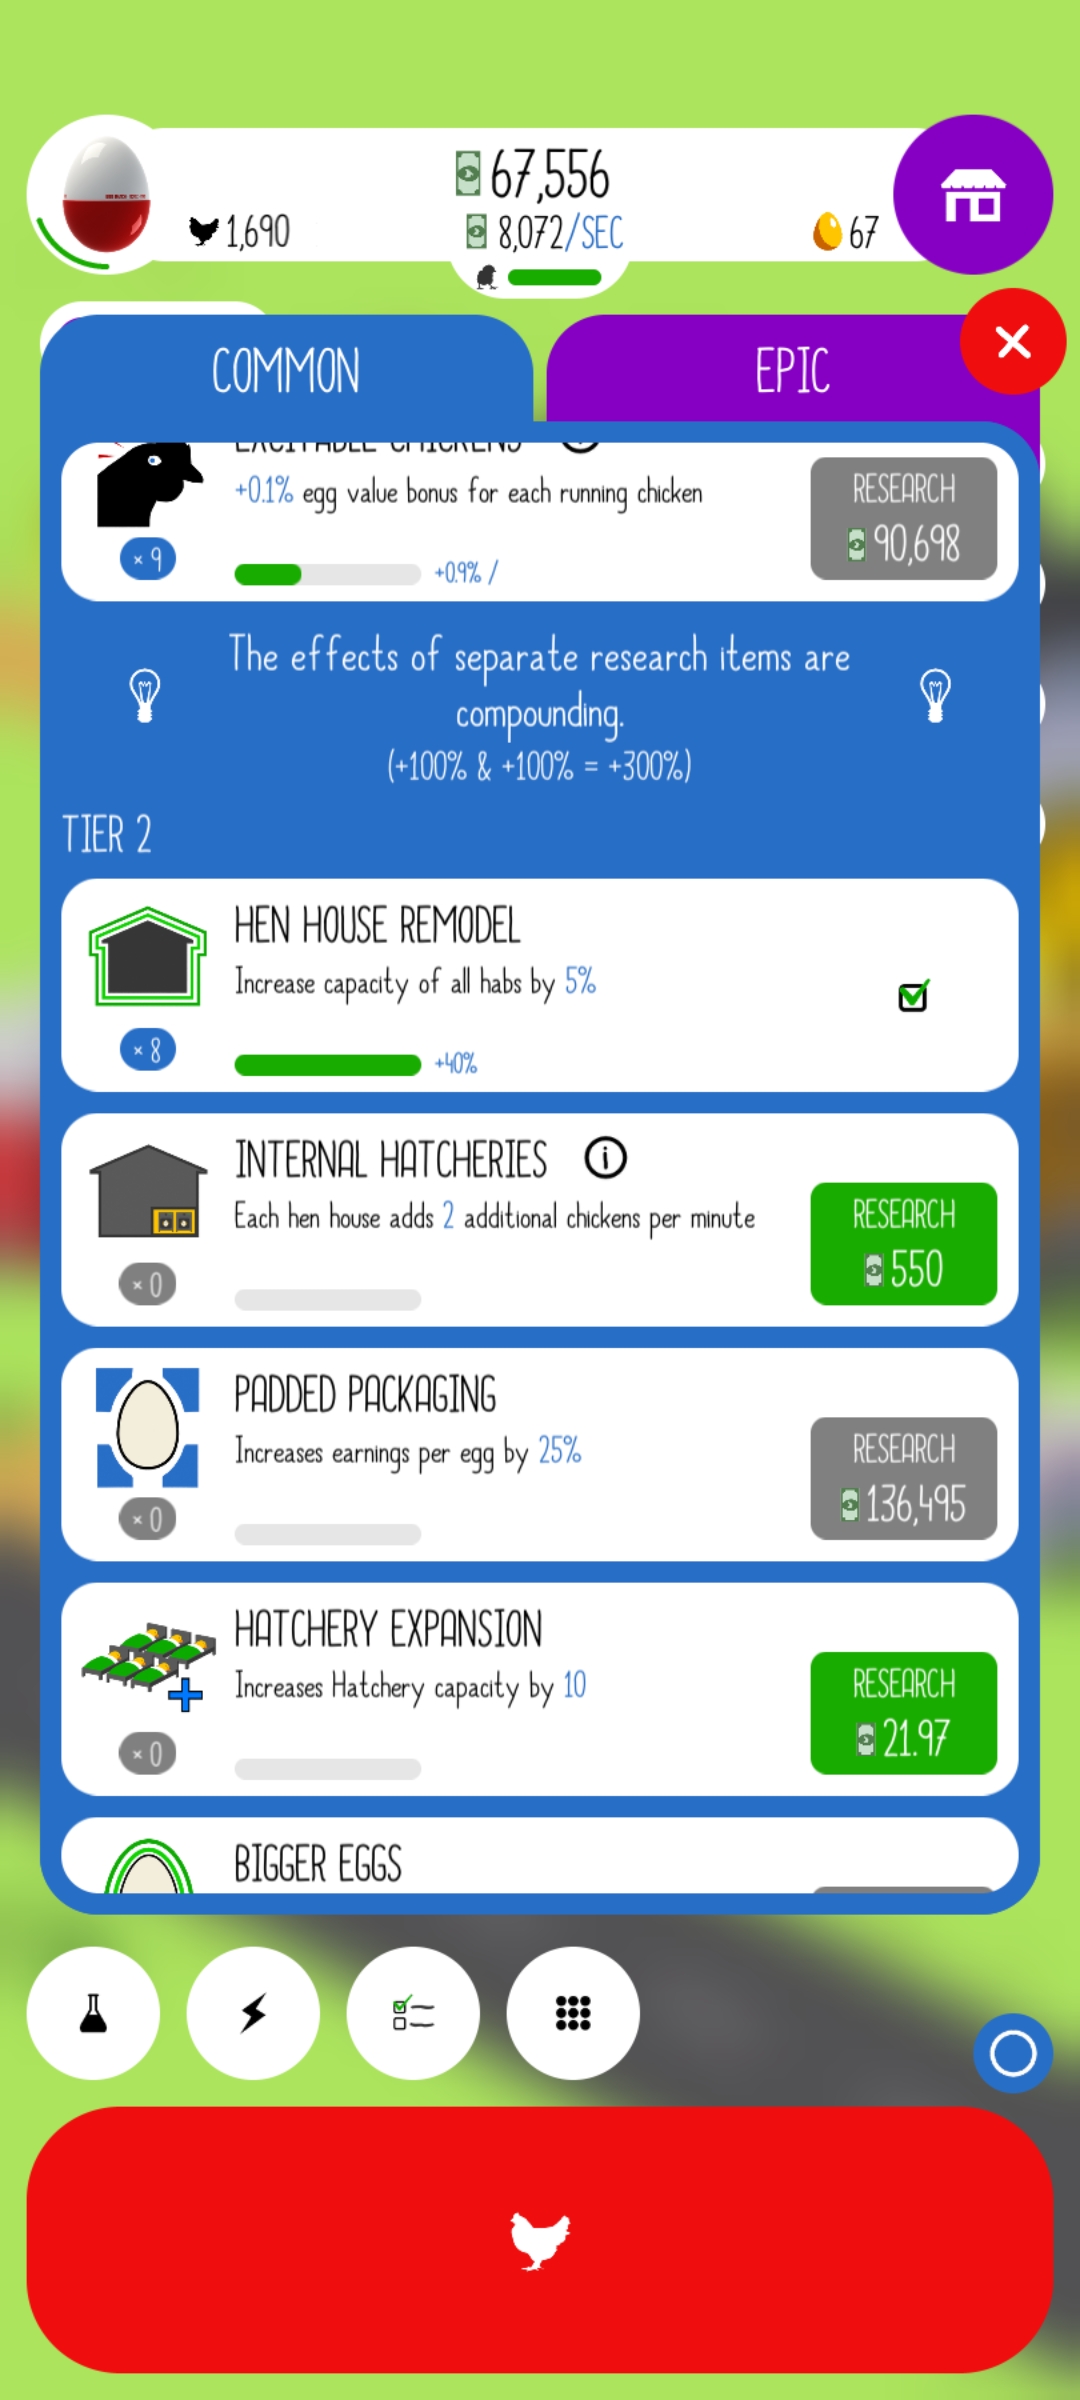 67,556
1,690
8,072/SEC
67
COMMON
EPIC
EXCITABLE CHICKENS
+0.1% egg value bonus for each running chicken
RESEARCH
90,698
× 9
+0.9% /
The effects of separate research items are
compounding.
(+100% & +100% = +300%)
TIER 2
HEN HOUSE REMODEL
Increase capacity of all habs by 5%
× 8
+40%
INTERNAL HATCHERIES
Each hen house adds 2 additional chickens per minute
RESEARCH
550
× 0
PADDED PACKAGING
Increases earnings per egg by 25%
RESEARCH
136,495
× 0
HATCHERY EXPANSION
Increases Hatchery capacity by 10
RESEARCH
21.97
× 0
BIGGER EGGS